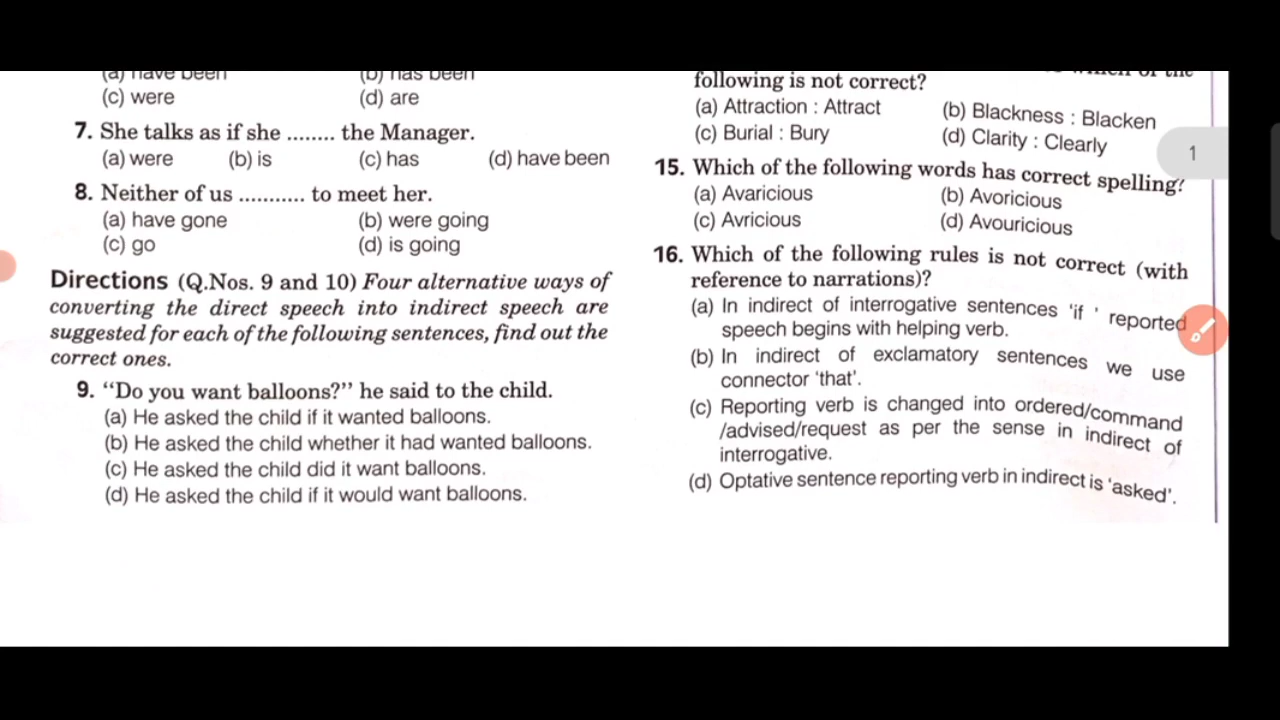 (a) have been (b) has been
(c) were (d) are
7. She talks as if she ........ the Manager.
(a) were (b) is (c) has (d) have been
8. Neither of us ........... to meet her.
(a) have gone (b) were going
(c) go (d) is going
Directions (Q.Nos. 9 and 10) Four alternative ways of
converting the direct speech into indirect speech are
suggested for each of the following sentences, find out the
correct ones.
9. “Do you want balloons?” he said to the child.
(a) He asked the child if it wanted balloons.
(b) He asked the child whether it had wanted balloons.
(c) He asked the child did it want balloons.
(d) He asked the child if it would want balloons.
which of the
following is not correct?
(a) Attraction : Attract (b) Blackness : Blacken
(c) Burial : Bury (d) Clarity : Clearly
15. Which of the following words has correct spelling?
(a) Avaricious (b) Avoricious
(c) Avricious (d) Avouricious
16. Which of the following rules is not correct (with
reference to narrations)?
(a) In indirect of interrogative sentences ‘if ’ reported
speech begins with helping verb.
(b) In indirect of exclamatory sentences we use
connector ‘that’.
(c) Reporting verb is changed into ordered/command
/advised/request as per the sense in indirect of
interrogative.
(d) Optative sentence reporting verb in indirect is ‘asked’.
1